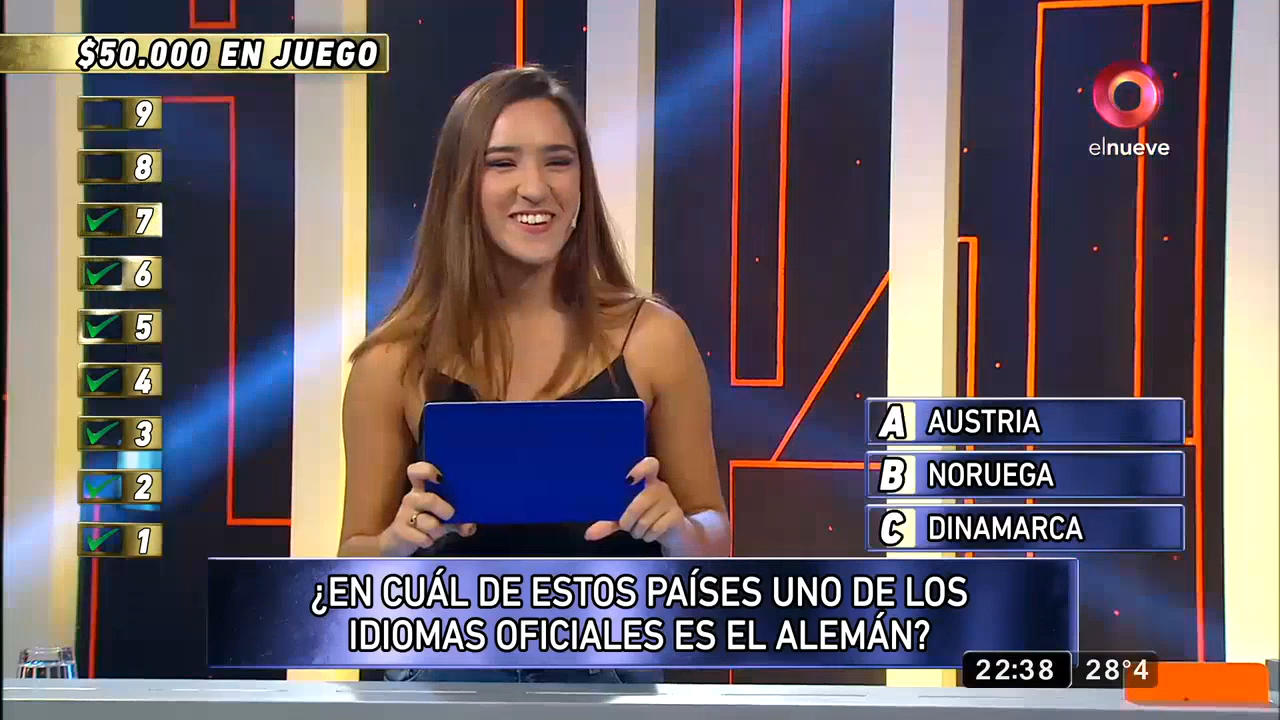 $50.000 EN JUEGO
9
8
7
6
5
4
3
2
1
elnueve
A AUSTRIA
B NORUEGA
C DINAMARCA
¿EN CUÁL DE ESTOS PAÍSES UNO DE LOS
IDIOMAS OFICIALES ES EL ALEMÁN?
22:38 28°4